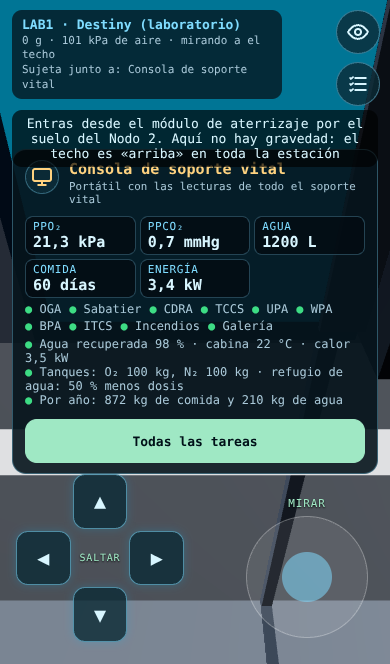 LAB1 · Destiny (laboratorio)
0 g · 101 kPa de aire · mirando a el
techo
Sujeta junto a: Consola de soporte
vital
Entras desde el módulo de aterrizaje por el
suelo del Nodo 2. Aquí no hay gravedad: el
techo es «arriba» en toda la estación
Consola de soporte vital
Portátil con las lecturas de todo el soporte
vital
PPO₂
21,3 kPa
PPCO₂
0,7 mmHg
AGUA
1200 L
COMIDA
60 días
ENERGÍA
3,4 kW
● OGA ● Sabatier ● CDRA ● TCCS ● UPA ● WPA
● BPA ● ITCS ● Incendios ● Galería
● Agua recuperada 98 % · cabina 22 °C · calor
3,5 kW
● Tanques: O₂ 100 kg, N₂ 100 kg · refugio de
agua: 50 % menos dosis
● Por año: 872 kg de comida y 210 kg de agua
Todas las tareas
MIRAR
SALTAR